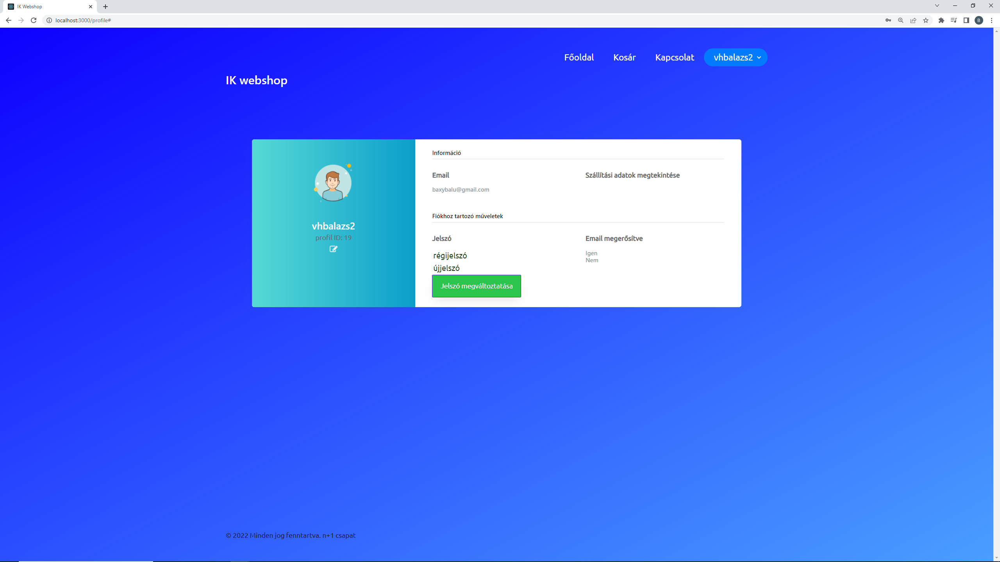 IK Webshop
localhost:3000/profile#
B
Főoldal Kosár Kapcsolat vhbalazs2
IK webshop
Információ
Email Szállítási adatok megtekintése
baxybalu@gmail.com
Fiókhoz tartozó műveletek
vhbalazs2
profil ID: 19
Jelszó Email megerősítve
régijelszó Igen
Nem
újjelszó
Jelszó megváltoztatása
© 2022 Minden jog fenntartva. n+1 csapat